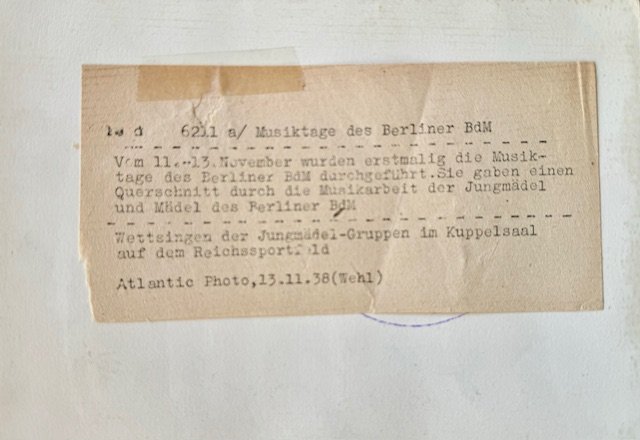 d 6211 a/ Musiktage des Berliner BdM
Vom 11.-13.November wurden erstmalig die Musik-
tage des Berliner BdM durchgeführt.Sie gaben einen
Querschnitt durch die Musikarbeit der Jungmädel
und Mädel des Berliner BdM
Wettsingen der Jungmädel-Gruppen im Kuppelsaal
auf dem Reichssportfeld
Atlantic Photo,13.11.38(Wehl)